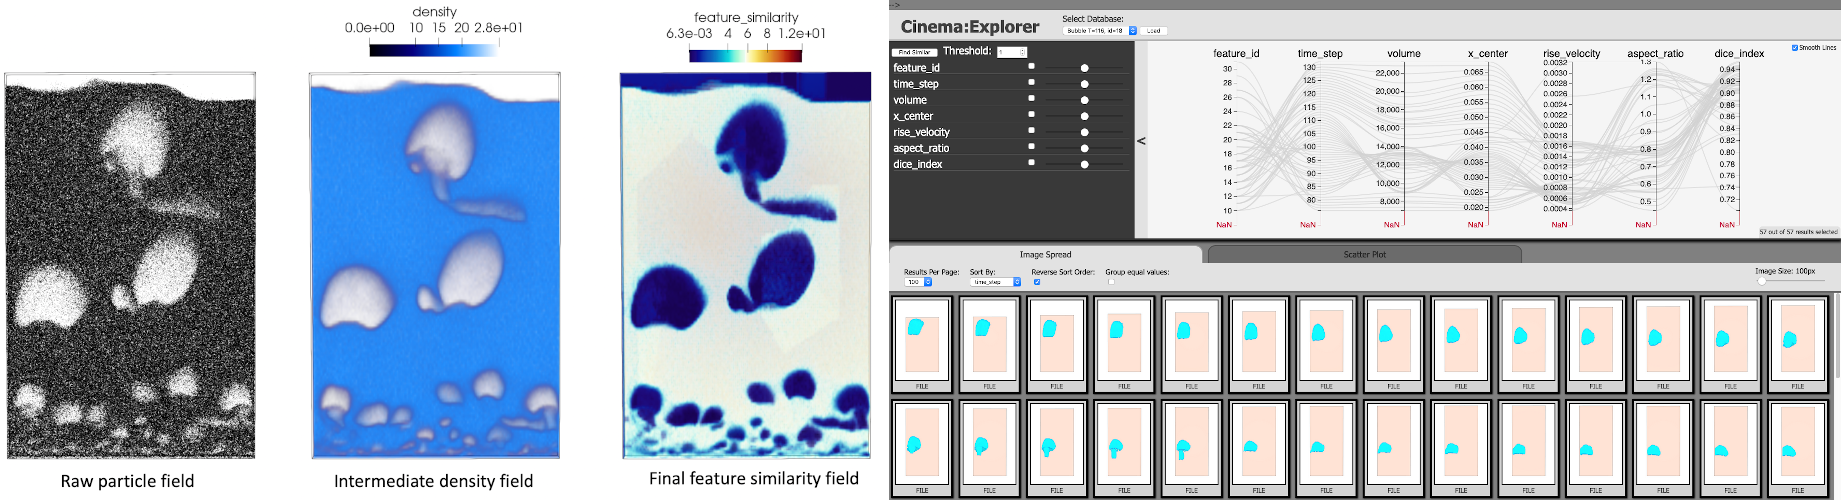 density
0.0e+00 10 15 20 2.8e+01
feature_similarity
6.3e-03 4 6 8 1.2e+01
Raw particle field
Intermediate density field
Final feature similarity field
-->
Cinema:Explorer
Select Database:
Bubble T=116, id=18
Load
Find Similar
Threshold:
1
feature_id
time_step
volume
x_center
rise_velocity
aspect_ratio
dice_index
<
feature_id time_step volume x_center rise_velocity aspect_ratio dice_index
Smooth Lines
30
28
26
24
22
20
18
16
14
12
10
NaN
130
125
120
115
110
105
100
95
90
85
80
NaN
22,000
20,000
18,000
16,000
14,000
12,000
10,000
8,000
NaN
0.065
0.060
0.055
0.050
0.045
0.040
0.035
0.030
0.025
0.020
NaN
0.0032
0.0030
0.0028
0.0026
0.0024
0.0022
0.0020
0.0018
0.0016
0.0014
0.0012
0.0010
0.0008
0.0006
0.0004
NaN
1.3
1.2
1.1
1.0
0.9
0.8
0.7
0.6
0.5
NaN
0.94
0.92
0.90
0.88
0.86
0.84
0.82
0.80
0.78
0.76
0.74
0.72
NaN
57 out of 57 results selected
Image Spread
Scatter Plot
Results Per Page:
100
Sort By:
time_step
Reverse Sort Order:
Group equal values:
Image Size: 100px
FILE FILE FILE FILE FILE FILE FILE FILE FILE FILE FILE FILE FILE FILE
FILE FILE FILE FILE FILE FILE FILE FILE FILE FILE FILE FILE FILE FILE